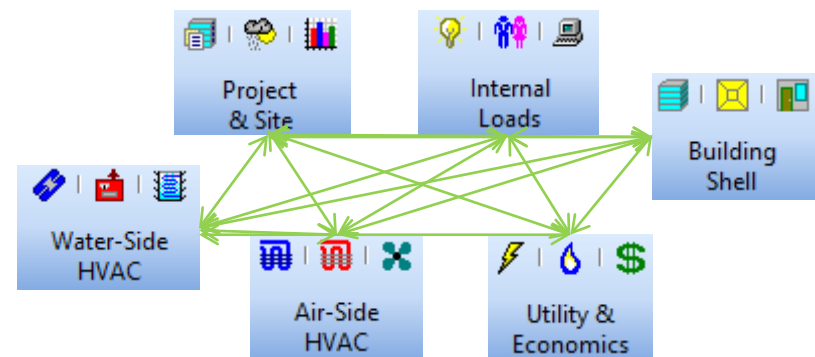 Project
& Site
Internal
Loads
Building
Shell
Water-Side
HVAC
Air-Side
HVAC
Utility &
Economics